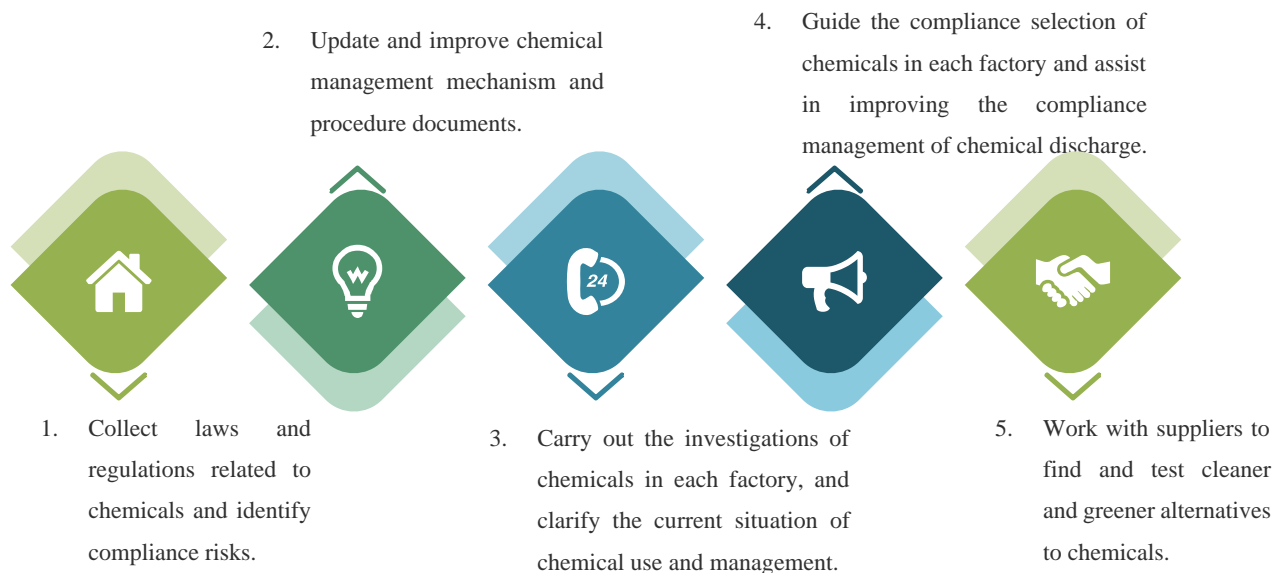 1. Collect laws and
regulations related to
chemicals and identify
compliance risks.
2. Update and improve chemical
management mechanism and
procedure documents.
24
3. Carry out the investigations of
chemicals in each factory, and
clarify the current situation of
chemical use and management.
4. Guide the compliance selection of
chemicals in each factory and assist
in improving the compliance
management of chemical discharge.
5. Work with suppliers to
find and test cleaner
and greener alternatives
to chemicals.